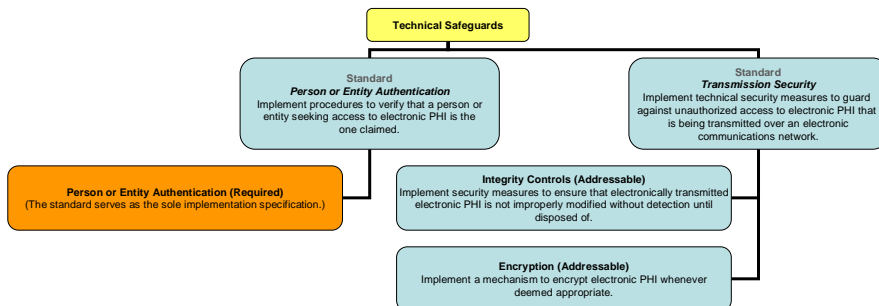 Technical Safeguards
Standard
Person or Entity Authentication
Implement procedures to verify that a person or
entity seeking access to electronic PHI is the
one claimed.
Standard
Transmission Security
Implement technical security measures to guard
against unauthorized access to electronic PHI that
is being transmitted over an electronic
communications network.
Person or Entity Authentication (Required)
(The standard serves as the sole implementation specification.)
Integrity Controls (Addressable)
Implement security measures to ensure that electronically transmitted
electronic PHI is not improperly modified without detection until
disposed of.
Encryption (Addressable)
Implement a mechanism to encrypt electronic PHI whenever
deemed appropriate.